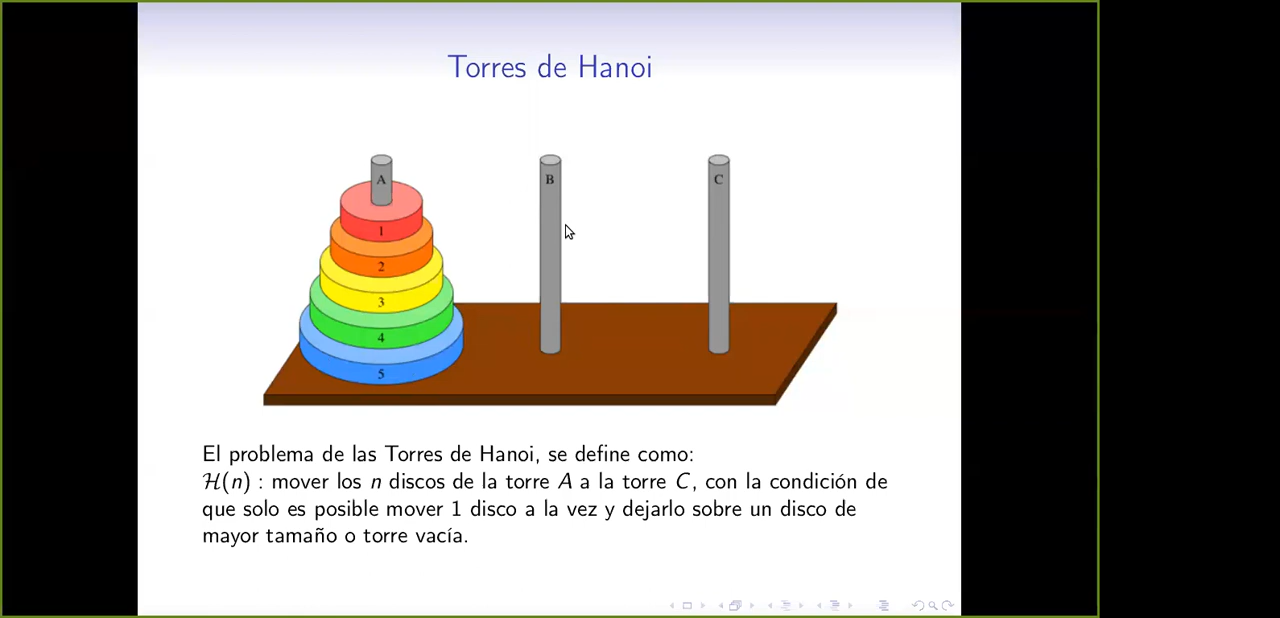 Torres de Hanoi
A
B
C
1
2
3
4
5
El problema de las Torres de Hanoi, se define como:
H(n) : mover los n discos de la torre A a la torre C, con la condición de
que solo es posible mover 1 disco a la vez y dejarlo sobre un disco de
mayor tamaño o torre vacía.